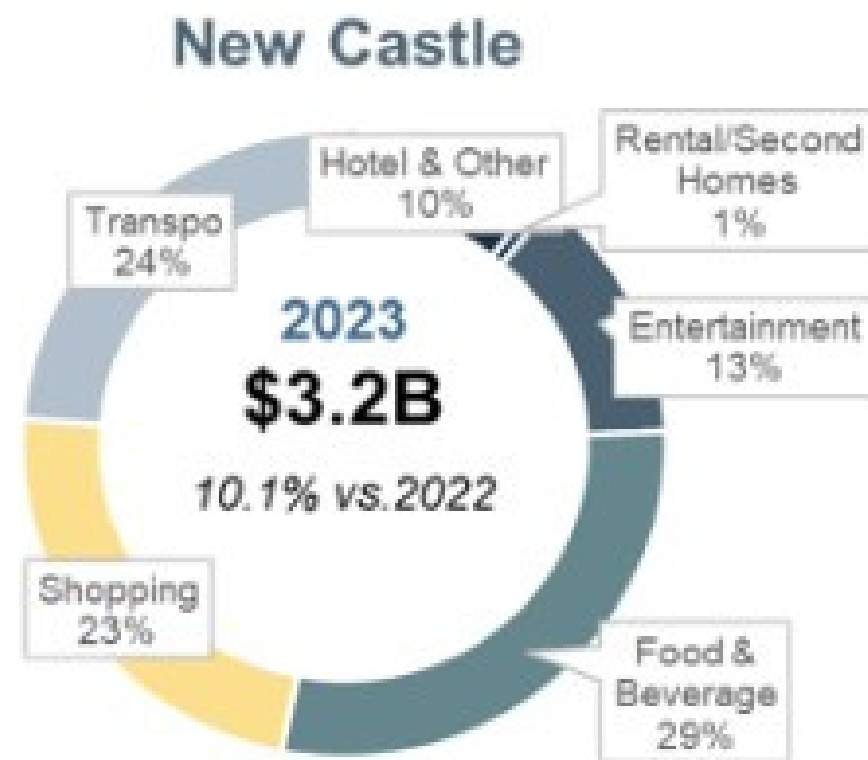 New Castle
Hotel & Other
10%
Rental/Second
Homes
1%
Transpo
24%
2023
$3.2B
10.1% vs.2022
Entertainment
13%
Shopping
23%
Food &
Beverage
29%